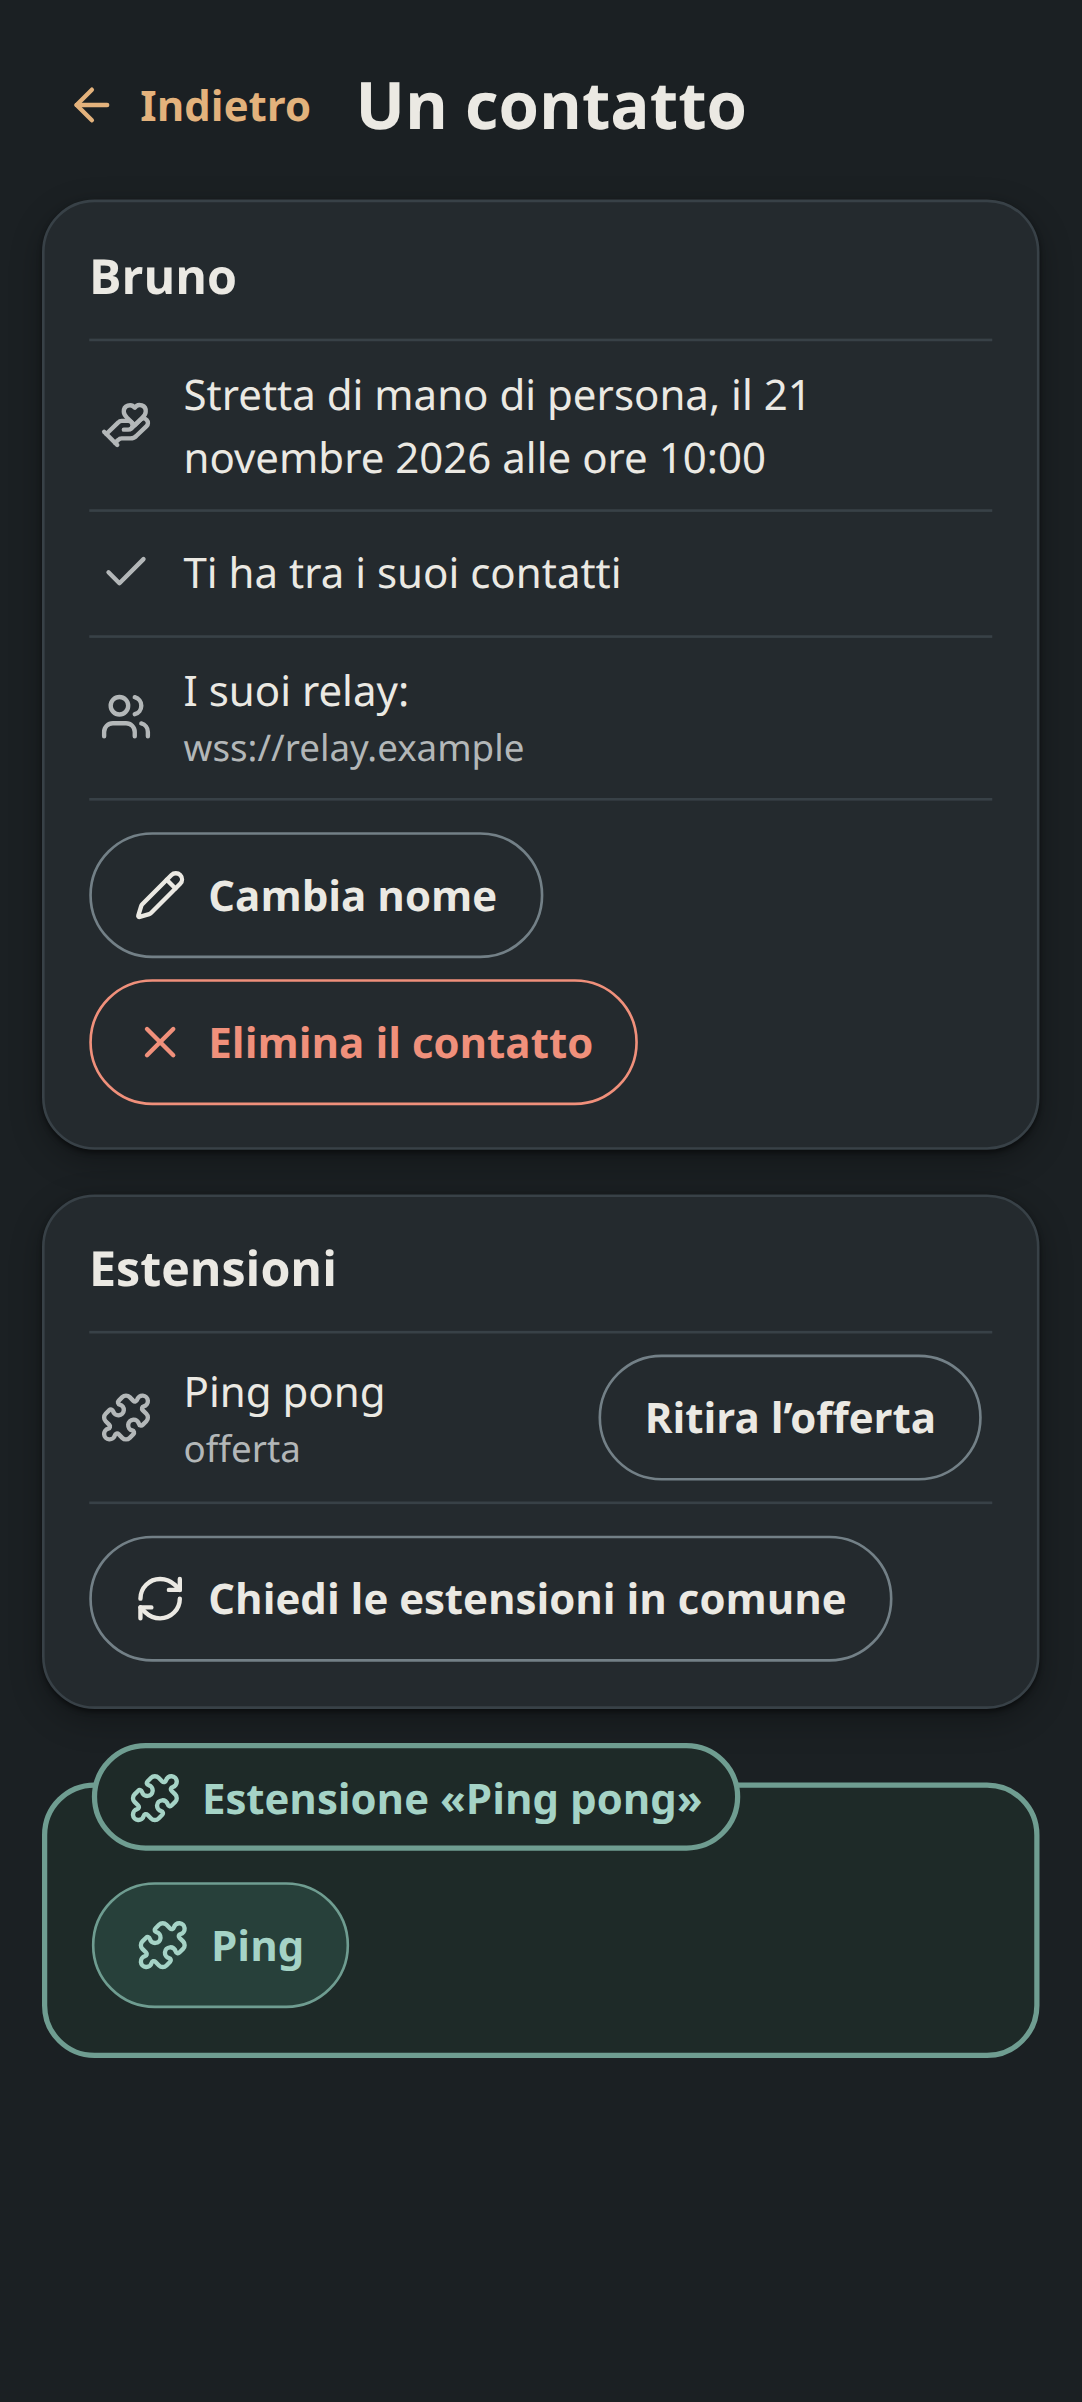 Indietro
Un contatto
Bruno
Stretta di mano di persona, il 21
novembre 2026 alle ore 10:00
Ti ha tra i suoi contatti
I suoi relay:
wss://relay.example
Cambia nome
Elimina il contatto
Estensioni
Ping pong
offerta
Ritira l’offerta
Chiedi le estensioni in comune
Estensione «Ping pong»
Ping